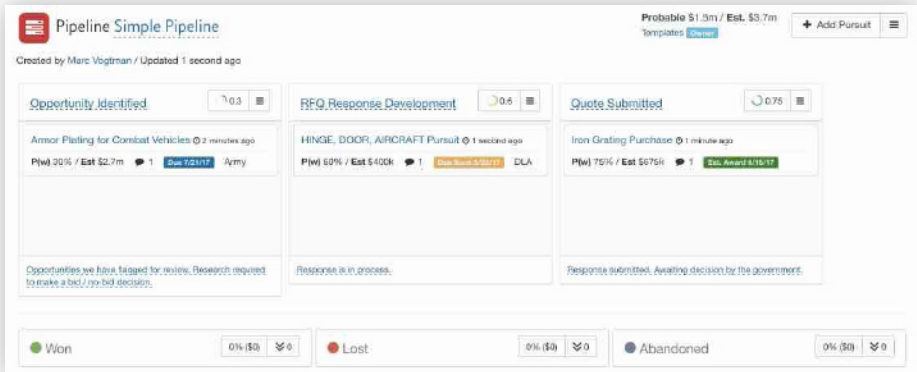 Pipeline Simple Pipeline
Probable $1.5m / Est. $3.7m
Templates Owner
+ Add Pursuit
Created by Marc Vogtman / Updated 1 second ago
Opportunity Identified
0.3
Armor Plating for Combat Vehicles 2 minutes ago
P(w) 30% / Est $2.7m 1 Due 7/21/17 Army
Opportunities we have flagged for review. Research required
to make a bid / no-bid decision.
RFQ Response Development
0.6
HINGE, DOOR, AIRCRAFT Pursuit 1 second ago
P(w) 60% / Est $400k 1 Due Soon DLA
Response is in process.
Quote Submitted
0.75
Iron Grating Purchase 1 minute ago
P(w) 75% / Est $675k 1 Est. Award 6/15/17
Response submitted. Awaiting decision by the government.
Won
0% ($0) 0
Lost
0% ($0) 0
Abandoned
0% ($0) 0